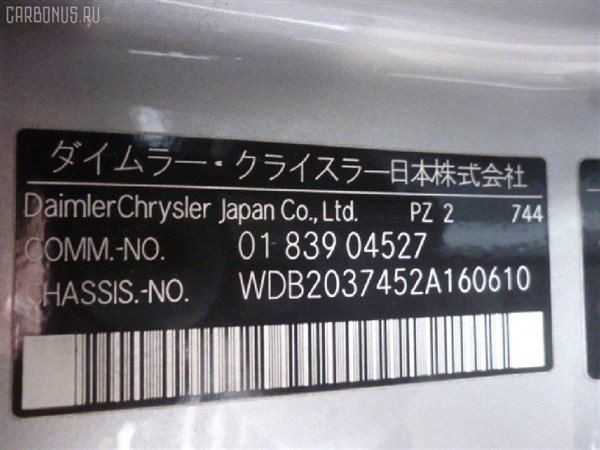 CARBONUS.RU
ダイムラー・クライスラー日本株式会社
DaimlerChrysler Japan Co., Ltd. PZ 2 744
COMM.-NO. 01 839 04527
CHASSIS.-NO. WDB2037452A160610